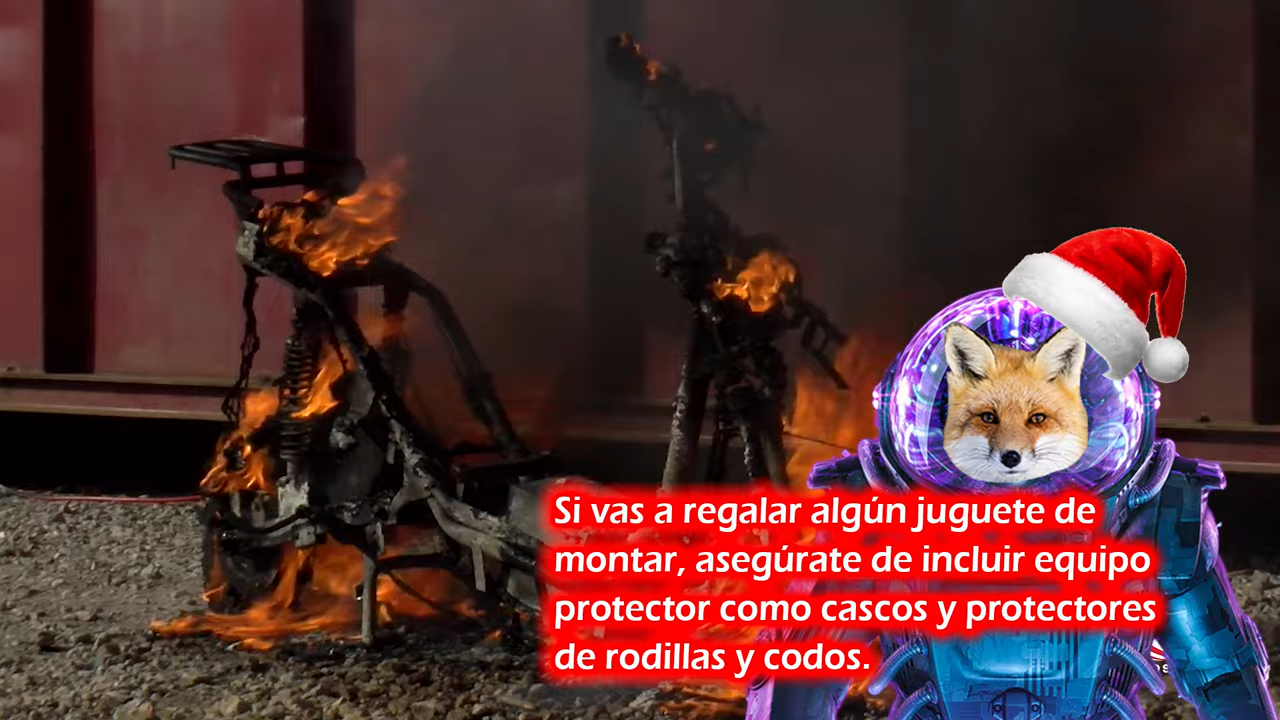 Si vas a regalar algún juguete de
montar, asegúrate de incluir equipo
protector como cascos y protectores
de rodillas y codos.